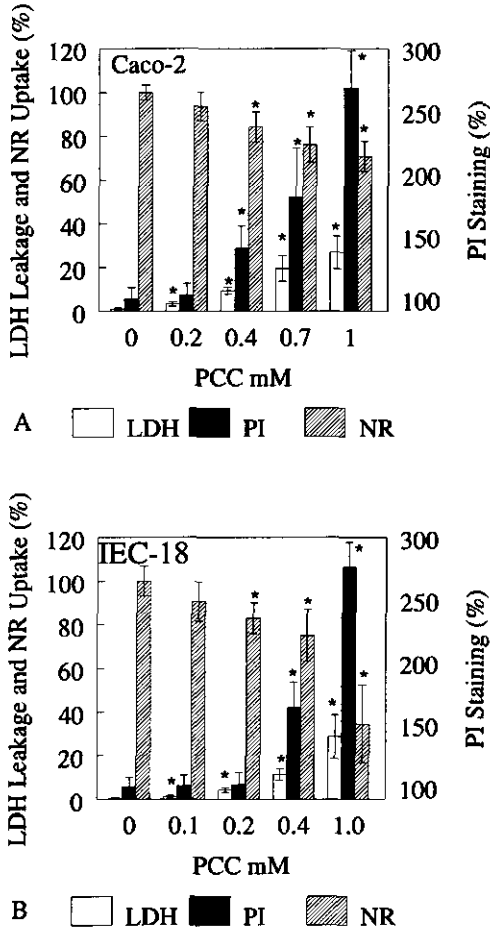 LDH Leakage and NR Uptake (%)
120
100
80
60
40
20
0
Caco-2
* * * * * * * * * *
300
250
200
150
100
PI Staining (%)
0 0.2 0.4 0.7 1
PCC mM
A LDH PI NR
LDH Leakage and NR Uptake (%)
120
100
80
60
40
20
0
IEC-18
* * * * * * * * *
300
250
200
150
100
PI Staining (%)
0 0.1 0.2 0.4 1.0
PCC mM
B LDH PI NR